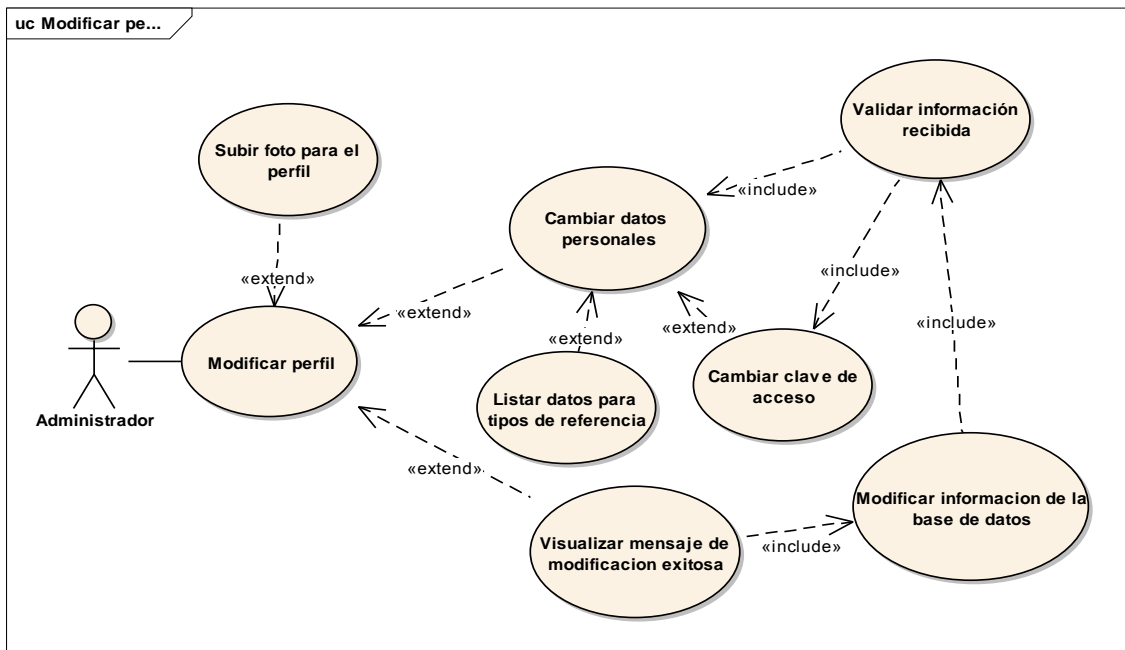 uc Modificar pe...
Subir foto para el
perfil
«extend»
Administrador
Modificar perfil
«extend»
Cambiar datos
personales
«include»
Validar información
recibida
«include»
«extend»
«extend»
Listar datos para
tipos de referencia
Cambiar clave de
acceso
«include»
«extend»
Visualizar mensaje de
modificacion exitosa
«include»
Modificar informacion de la
base de datos